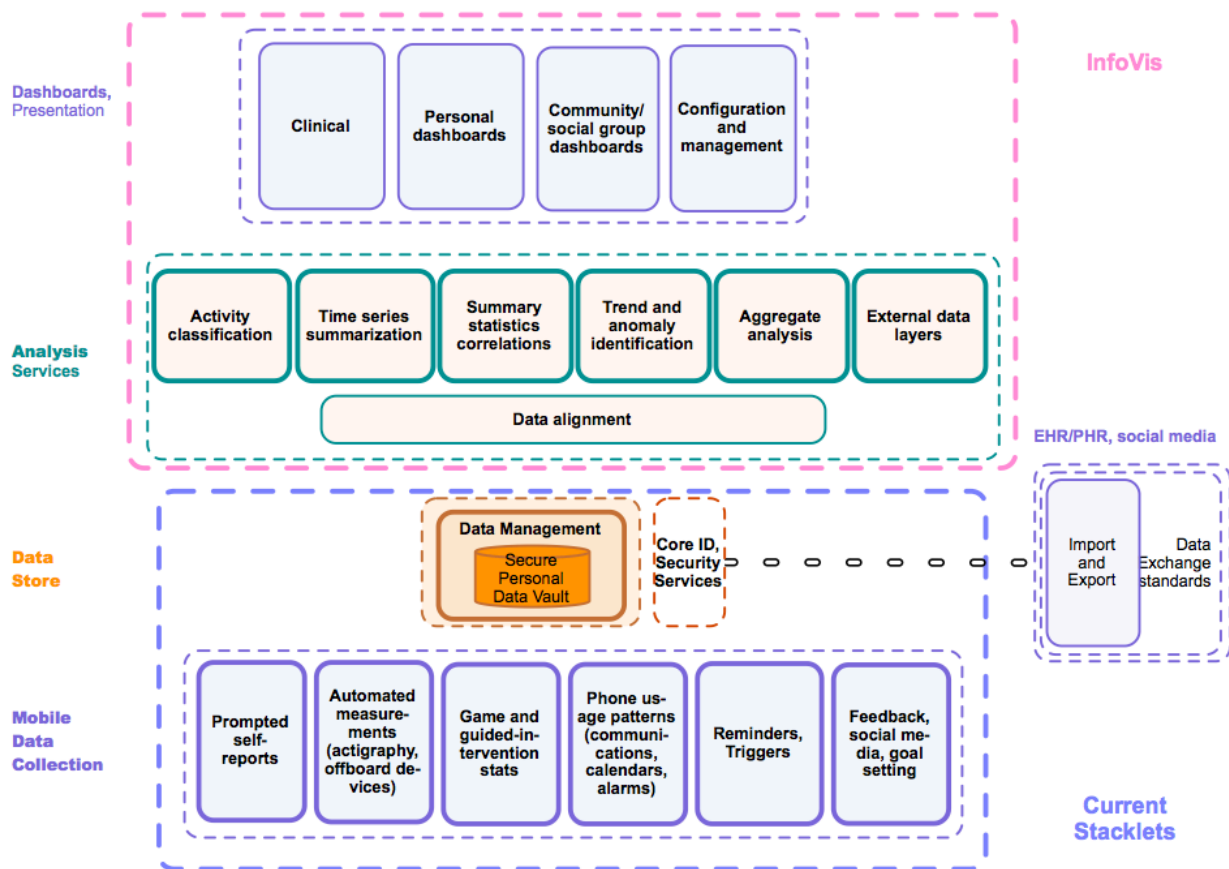 InfoVis
Dashboards,
Presentation
Clinical
Personal
dashboards
Community/
social group
dashboards
Configuration
and
management
Analysis
Services
Activity
classification
Time series
summarization
Summary
statistics
correlations
Trend and
anomaly
identification
Aggregate
analysis
External data
layers
Data alignment
EHR/PHR, social media
Data
Store
Data Management
Secure
Personal
Data Vault
Core ID,
Security
Services
Import
and
Export
Data
Exchange
standards
Mobile
Data
Collection
Prompted
self-
reports
Automated
measure-
ments
(actigraphy,
offboard de-
vices)
Game and
guided-in-
tervention
stats
Phone us-
age patterns
(communi-
cations,
calendars,
alarms)
Reminders,
Triggers
Feedback,
social me-
dia, goal
setting
Current
Stacklets